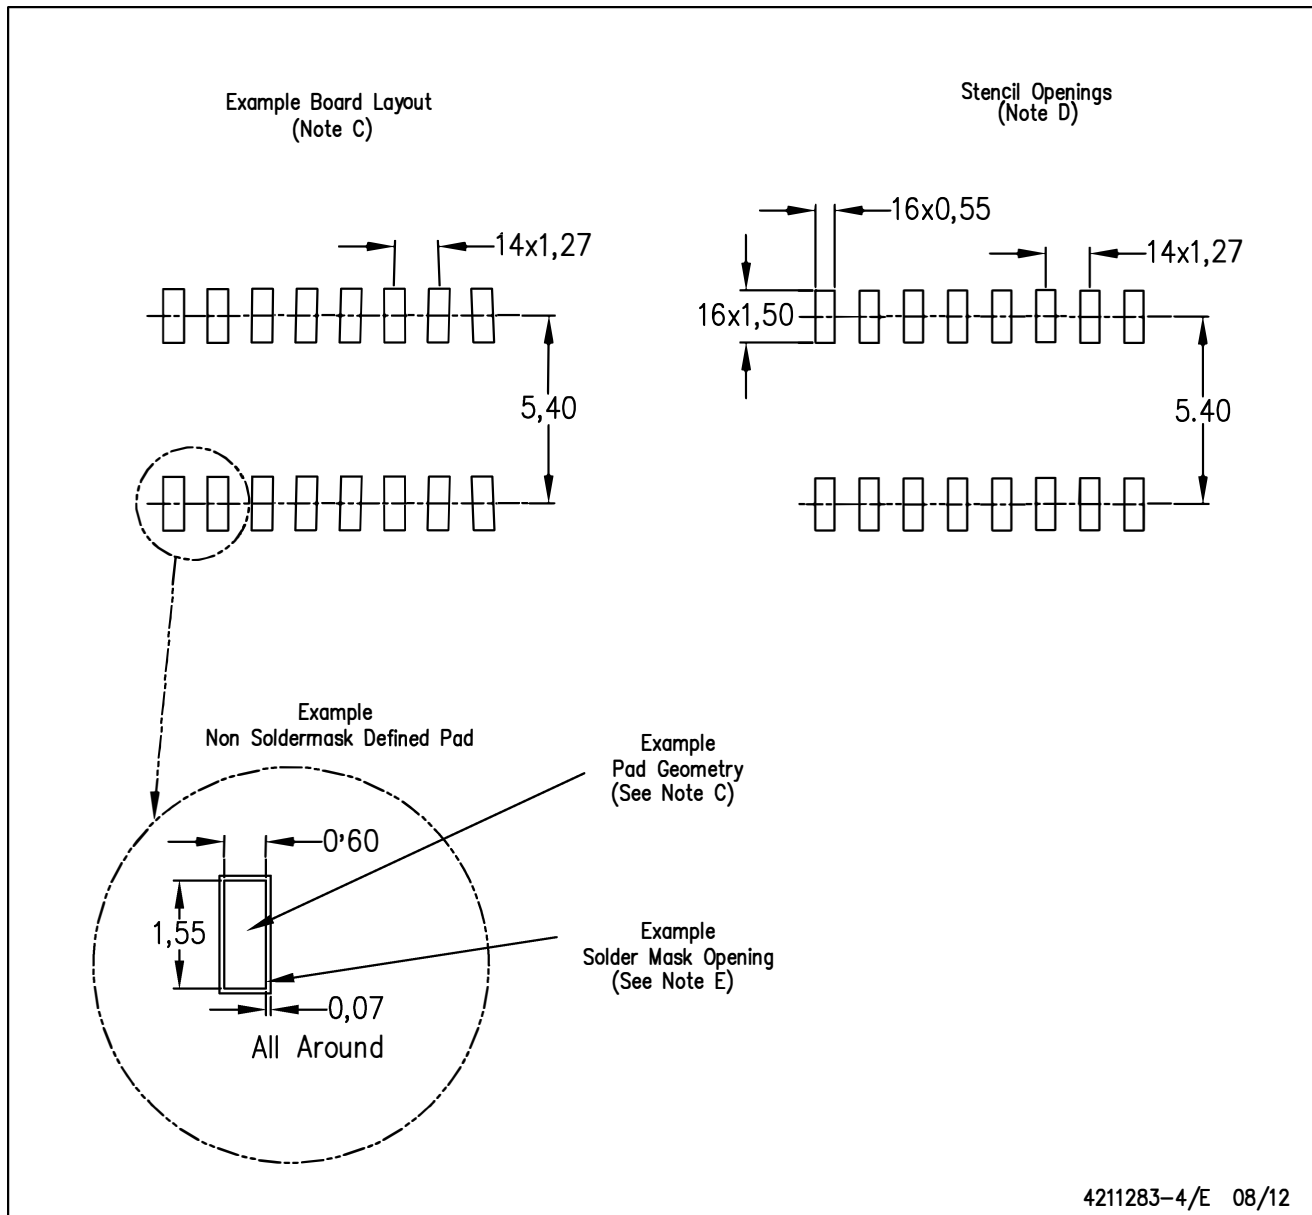 Example Board Layout
(Note C)
Stencil Openings
(Note D)
14x1,27
5,40
16x0,55
14x1,27
16x1,50
5.40
Example
Non Soldermask Defined Pad
Example
Pad Geometry
(See Note C)
0,60
1,55
Example
Solder Mask Opening
(See Note E)
0,07
All Around
4211283-4/E 08/12